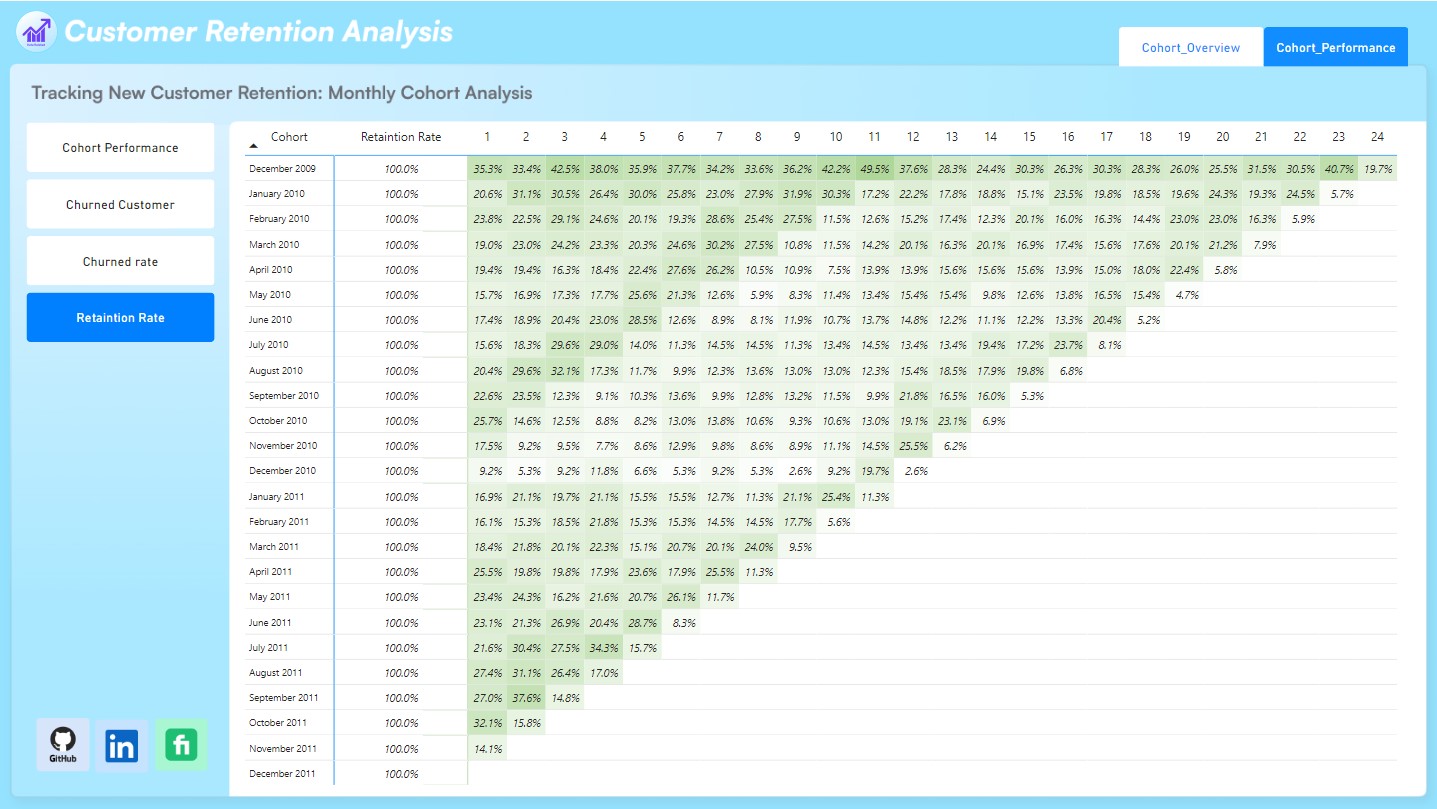 Customer Retention Analysis
Cohort_Overview Cohort_Performance
Tracking New Customer Retention: Monthly Cohort Analysis
Cohort Performance
Churned Customer
Churned rate
Retaintion Rate
Cohort Retaintion Rate 1 2 3 4 5 6 7 8 9 10 11 12 13 14 15 16 17 18 19 20 21 22 23 24
December 2009 100.0% 35.3% 33.4% 42.5% 38.0% 35.9% 37.7% 34.2% 33.6% 36.2% 42.2% 49.5% 37.6% 28.3% 24.4% 30.3% 26.3% 30.3% 28.3% 26.0% 25.5% 31.5% 30.5% 40.7% 19.7%
January 2010 100.0% 20.6% 31.1% 30.5% 26.4% 30.0% 25.8% 23.0% 27.9% 31.9% 30.3% 17.2% 22.2% 17.8% 18.8% 15.1% 23.5% 19.8% 18.5% 19.6% 24.3% 19.3% 24.5% 5.7%
February 2010 100.0% 23.8% 22.5% 29.1% 24.6% 20.1% 19.3% 28.6% 25.4% 27.5% 11.5% 12.6% 15.2% 17.4% 12.3% 20.1% 16.0% 16.3% 14.4% 23.0% 23.0% 16.3% 5.9%
March 2010 100.0% 19.0% 23.0% 24.2% 23.3% 20.3% 24.6% 30.2% 27.5% 10.8% 11.5% 14.2% 20.1% 16.3% 20.1% 16.9% 17.4% 15.6% 17.6% 20.1% 21.2% 7.9%
April 2010 100.0% 19.4% 19.4% 16.3% 18.4% 22.4% 27.6% 26.2% 10.5% 10.9% 7.5% 13.9% 13.9% 15.6% 15.6% 15.6% 13.9% 15.0% 18.0% 22.4% 5.8%
May 2010 100.0% 15.7% 16.9% 17.3% 17.7% 25.6% 21.3% 12.6% 5.9% 8.3% 11.4% 13.4% 15.4% 15.4% 9.8% 12.6% 13.8% 16.5% 15.4% 4.7%
June 2010 100.0% 17.4% 18.9% 20.4% 23.0% 28.5% 12.6% 8.9% 8.1% 11.9% 10.7% 13.7% 14.8% 12.2% 11.1% 12.2% 13.3% 20.4% 5.2%
July 2010 100.0% 15.6% 18.3% 29.6% 29.0% 14.0% 11.3% 14.5% 14.5% 11.3% 13.4% 14.5% 13.4% 13.4% 19.4% 17.2% 23.7% 8.1%
August 2010 100.0% 20.4% 29.6% 32.1% 17.3% 11.7% 9.9% 12.3% 13.6% 13.0% 13.0% 12.3% 15.4% 18.5% 17.9% 19.8% 6.8%
September 2010 100.0% 22.6% 23.5% 12.3% 9.1% 10.3% 13.6% 9.9% 12.8% 13.2% 11.5% 9.9% 21.8% 16.5% 16.0% 5.3%
October 2010 100.0% 25.7% 14.6% 12.5% 8.8% 8.2% 13.0% 13.8% 10.6% 9.3% 10.6% 13.0% 19.1% 23.1% 6.9%
November 2010 100.0% 17.5% 9.2% 9.5% 7.7% 8.6% 12.9% 9.8% 8.6% 8.9% 11.1% 14.5% 25.5% 6.2%
December 2010 100.0% 9.2% 5.3% 9.2% 11.8% 6.6% 5.3% 9.2% 5.3% 2.6% 9.2% 19.7% 2.6%
January 2011 100.0% 16.9% 21.1% 19.7% 21.1% 15.5% 15.5% 12.7% 11.3% 21.1% 25.4% 11.3%
February 2011 100.0% 16.1% 15.3% 18.5% 21.8% 15.3% 15.3% 14.5% 14.5% 17.7% 5.6%
March 2011 100.0% 18.4% 21.8% 20.1% 22.3% 15.1% 20.7% 20.1% 24.0% 9.5%
April 2011 100.0% 25.5% 19.8% 19.8% 17.9% 23.6% 17.9% 25.5% 11.3%
May 2011 100.0% 23.4% 24.3% 16.2% 21.6% 20.7% 26.1% 11.7%
June 2011 100.0% 23.1% 21.3% 26.9% 20.4% 28.7% 8.3%
July 2011 100.0% 21.6% 30.4% 27.5% 34.3% 15.7%
August 2011 100.0% 27.4% 31.1% 26.4% 17.0%
September 2011 100.0% 27.0% 37.6% 14.8%
October 2011 100.0% 32.1% 15.8%
November 2011 100.0% 14.1%
December 2011 100.0%
GitHub in fi